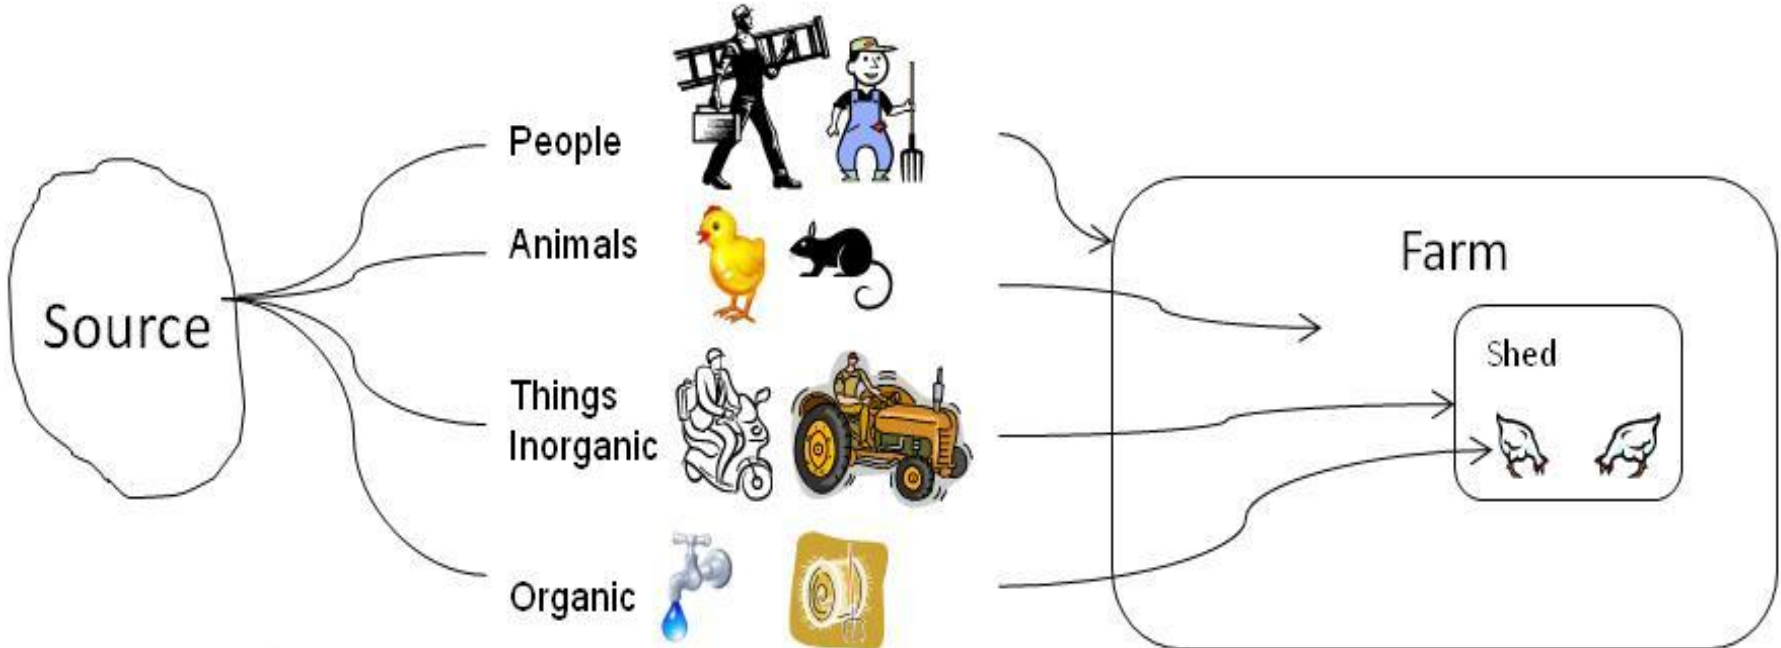 Source
People
Animals
Things
Inorganic
Organic
Farm
Shed